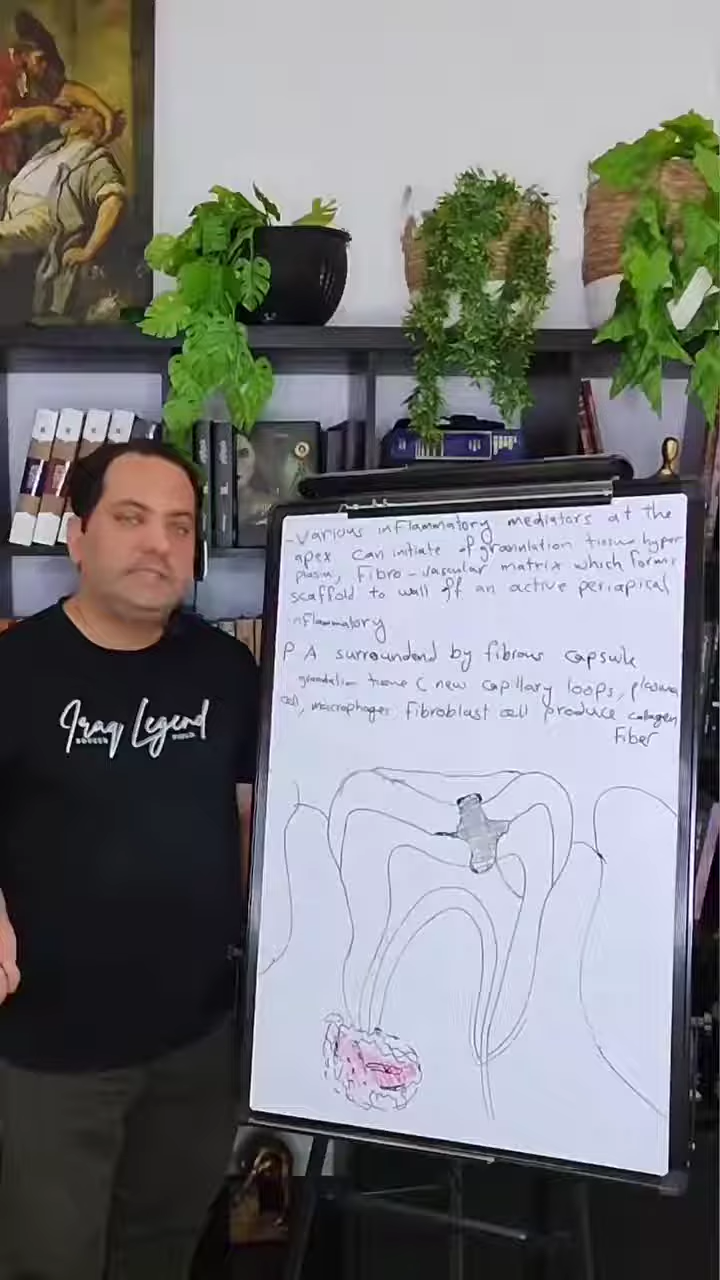 - Various inflammatory mediators at the
apex can initiate of granulation tissue hyper
plasia, Fibro-vascular matrix which forms
scaffold to wall off an active periapical
inflammatory
P A surrounded by fibrous capsule
granulation tissue ( new capillary loops, plasma
cell, macrophages, fibroblast cell produce collagen
Fiber
Iraq Legend